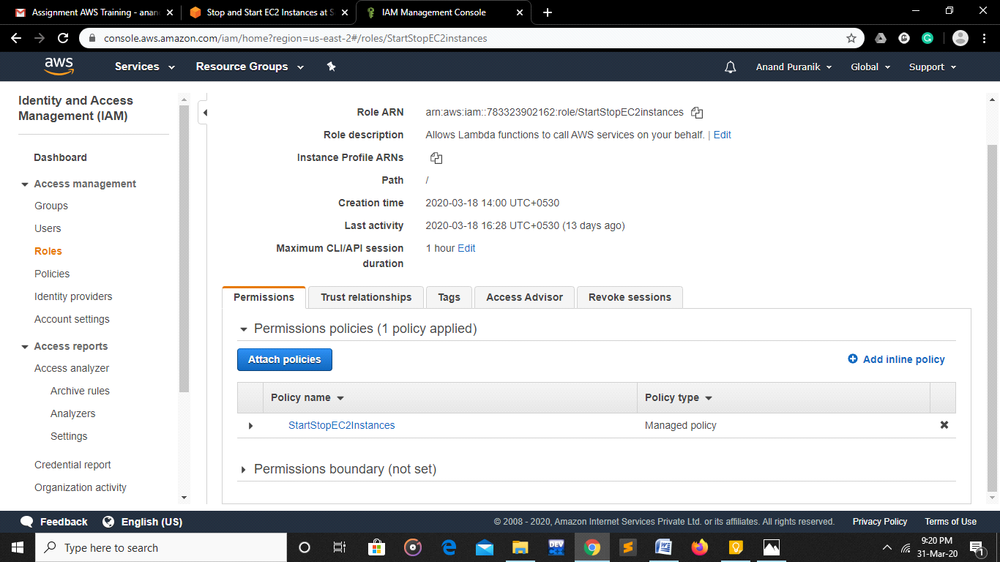 Assignment AWS Training - anan
Stop and Start EC2 Instances at S
IAM Management Console
console.aws.amazon.com/iam/home?region=us-east-2#/roles/StartStopEC2instances
aws
Services
Resource Groups
Anand Puranik
Global
Support
Identity and Access
Management (IAM)
Dashboard
Access management
Groups
Users
Roles
Policies
Identity providers
Account settings
Access reports
Access analyzer
Archive rules
Analyzers
Settings
Credential report
Organization activity
Role ARN arn:aws:iam::783323902162:role/StartStopEC2instances
Role description Allows Lambda functions to call AWS services on your behalf. | Edit
Instance Profile ARNs
Path /
Creation time 2020-03-18 14:00 UTC+0530
Last activity 2020-03-18 16:28 UTC+0530 (13 days ago)
Maximum CLI/API session 1 hour Edit
duration
Permissions Trust relationships Tags Access Advisor Revoke sessions
Permissions policies (1 policy applied)
Attach policies
Add inline policy
Policy name Policy type
StartStopEC2Instances Managed policy
Permissions boundary (not set)
Feedback English (US) © 2008 - 2020, Amazon Internet Services Private Ltd. or its affiliates. All rights reserved. Privacy Policy Terms of Use
Type here to search
DEV
9:20 PM
31-Mar-20
1